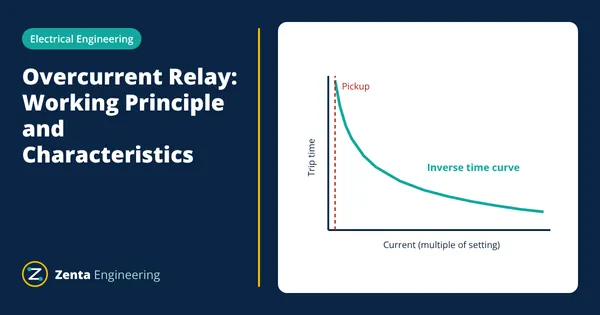 Electrical Engineering
Overcurrent Relay:
Working Principle
and
Characteristics
Zenta Engineering
Pickup
Inverse time curve
Trip time
Current (multiple of setting)